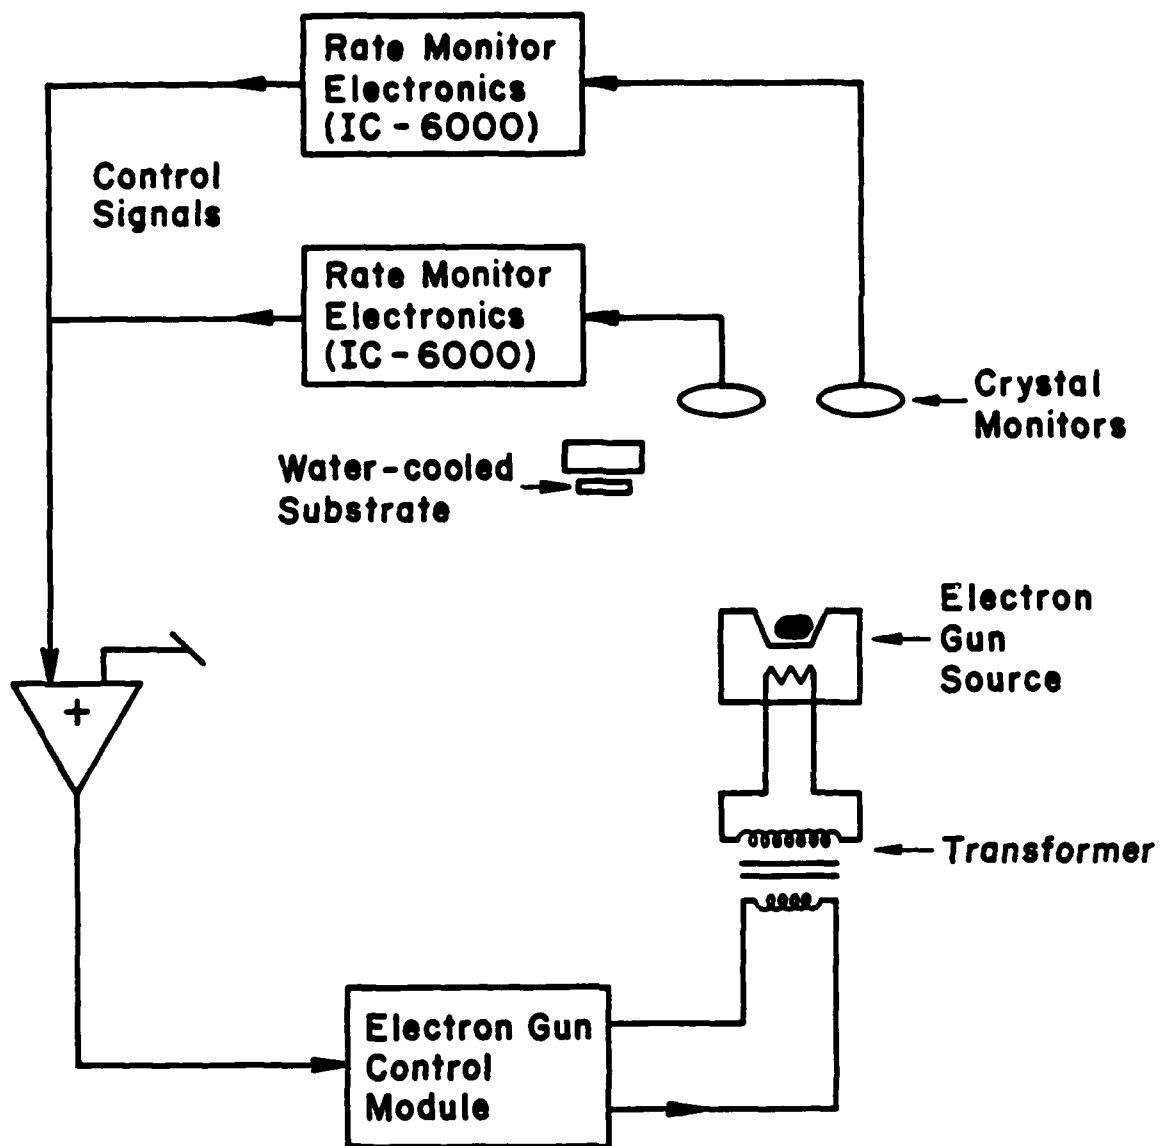 Rate Monitor
Electronics
(IC - 6000)
Control
Signals
Rate Monitor
Electronics
(IC - 6000)
Crystal
Monitors
Water-cooled
Substrate
Electron
Gun
Source
+
Transformer
Electron Gun
Control
Module